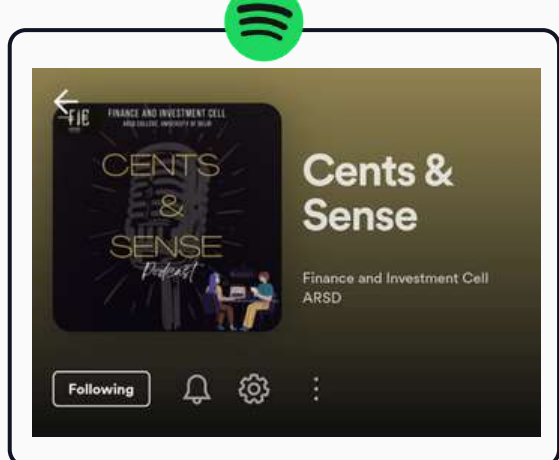 FIC
FINANCE AND INVESTMENT CELL
ARSD COLLEGE, UNIVERSITY OF DELHI
CENTS
&
SENSE
Podcast
Cents &
Sense
Finance and Investment Cell
ARSD
Following